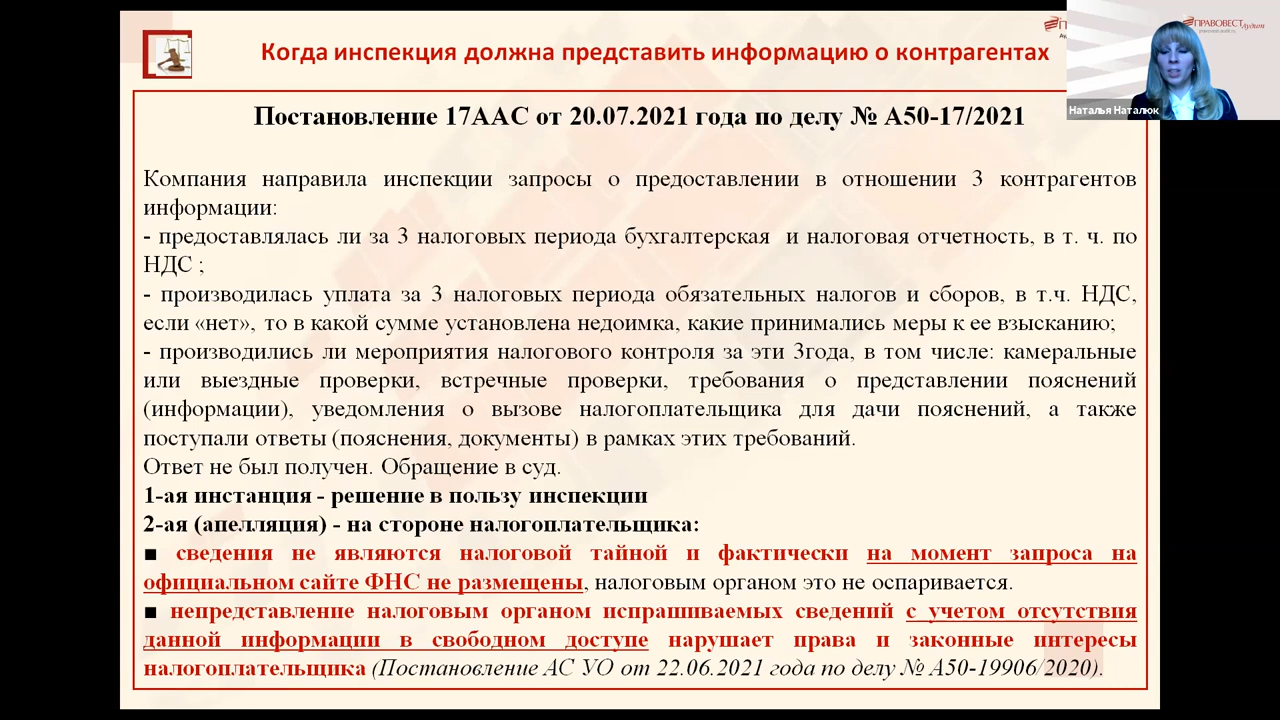 Когда инспекция должна представить информацию о контрагентах
ПРАВОВЕСТ Аудит
Наталья Наталюк
Постановление 17ААС от 20.07.2021 года по делу № А50-17/2021
Компания направила инспекции запросы о предоставлении в отношении 3 контрагентов
информации:
- предоставлялась ли за 3 налоговых периода бухгалтерская и налоговая отчетность, в т. ч. по
НДС ;
- производилась уплата за 3 налоговых периода обязательных налогов и сборов, в т.ч. НДС,
если «нет», то в какой сумме установлена недоимка, какие принимались меры к ее взысканию;
- производились ли мероприятия налогового контроля за эти 3года, в том числе: камеральные
или выездные проверки, встречные проверки, требования о представлении пояснений
(информации), уведомления о вызове налогоплательщика для дачи пояснений, а также
поступали ответы (пояснения, документы) в рамках этих требований.
Ответ не был получен. Обращение в суд.
1-ая инстанция - решение в пользу инспекции
2-ая (апелляция) - на стороне налогоплательщика:
■ сведения не являются налоговой тайной и фактически на момент запроса на
официальном сайте ФНС не размещены, налоговым органом это не оспаривается.
■ непредставление налоговым органом испрашиваемых сведений с учетом отсутствия
данной информации в свободном доступе нарушает права и законные интересы
налогоплательщика (Постановление АС УО от 22.06.2021 года по делу № А50-19906/2020).